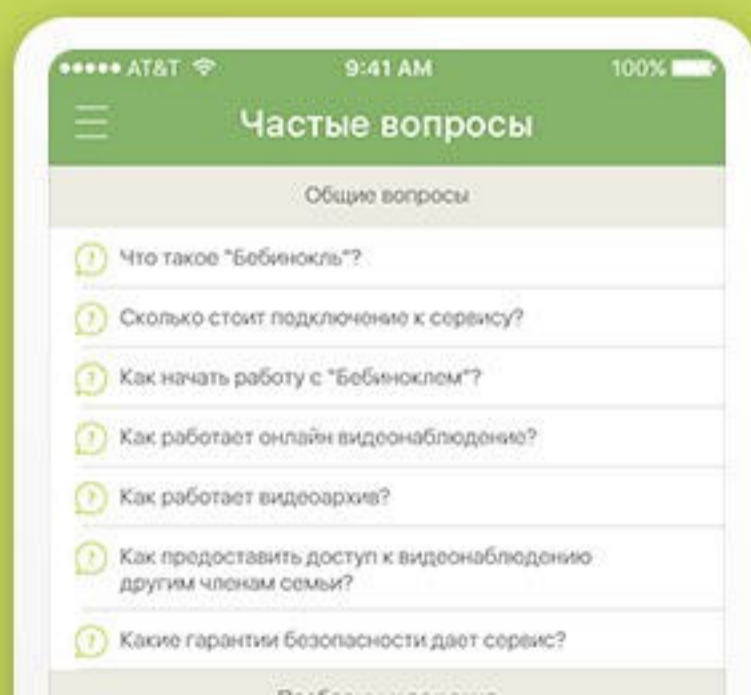 AT&T 9:41 AM 100%
Частые вопросы
Общие вопросы
Что такое "Бебинокль"?
Сколько стоит подключение к сервису?
Как начать работу с "Бебиноклем"?
Как работает онлайн видеонаблюдение?
Как работает видеоархив?
Как предоставить доступ к видеонаблюдению
другим членам семьи?
Какие гарантии безопасности дает сервис?